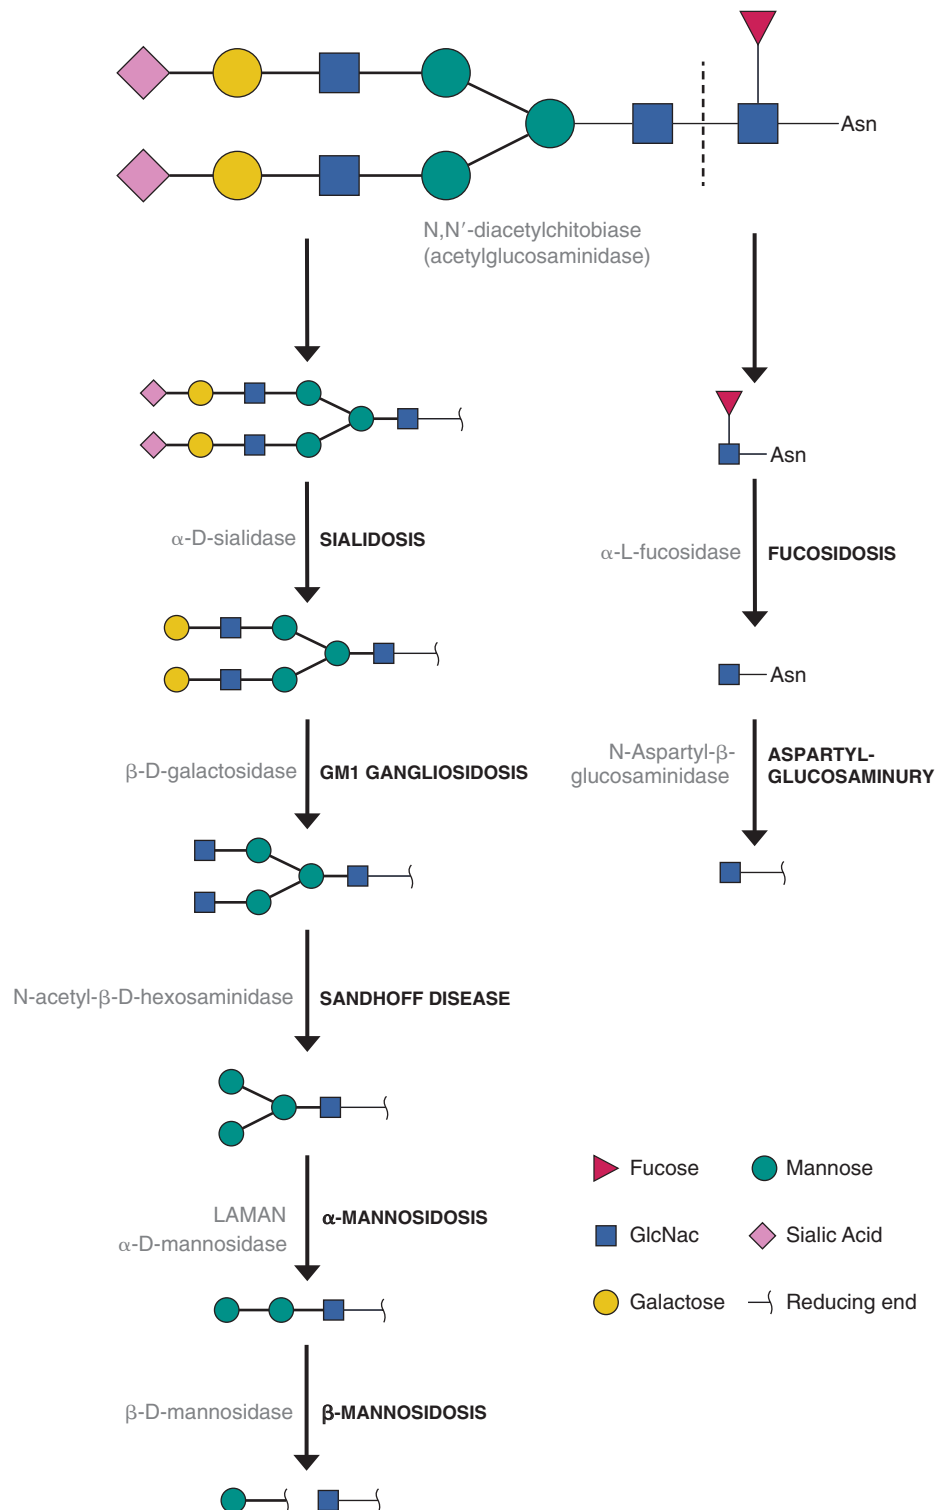 Asn
N,N′-diacetylchitobiase
(acetylglucosaminidase)
Asn
α-D-sialidase
SIALIDOSIS
α-L-fucosidase
FUCOSIDOSIS
Asn
β-D-galactosidase
GM1 GANGLIOSIDOSIS
N-Aspartyl-β-
glucosaminidase
ASPARTYL-
GLUCOSAMINURY
N-acetyl-β-D-hexosaminidase
SANDHOFF DISEASE
LAMAN
α-D-mannosidase
α-MANNOSIDOSIS
β-D-mannosidase
β-MANNOSIDOSIS
Fucose
Mannose
GlcNac
Sialic Acid
Galactose
Reducing end